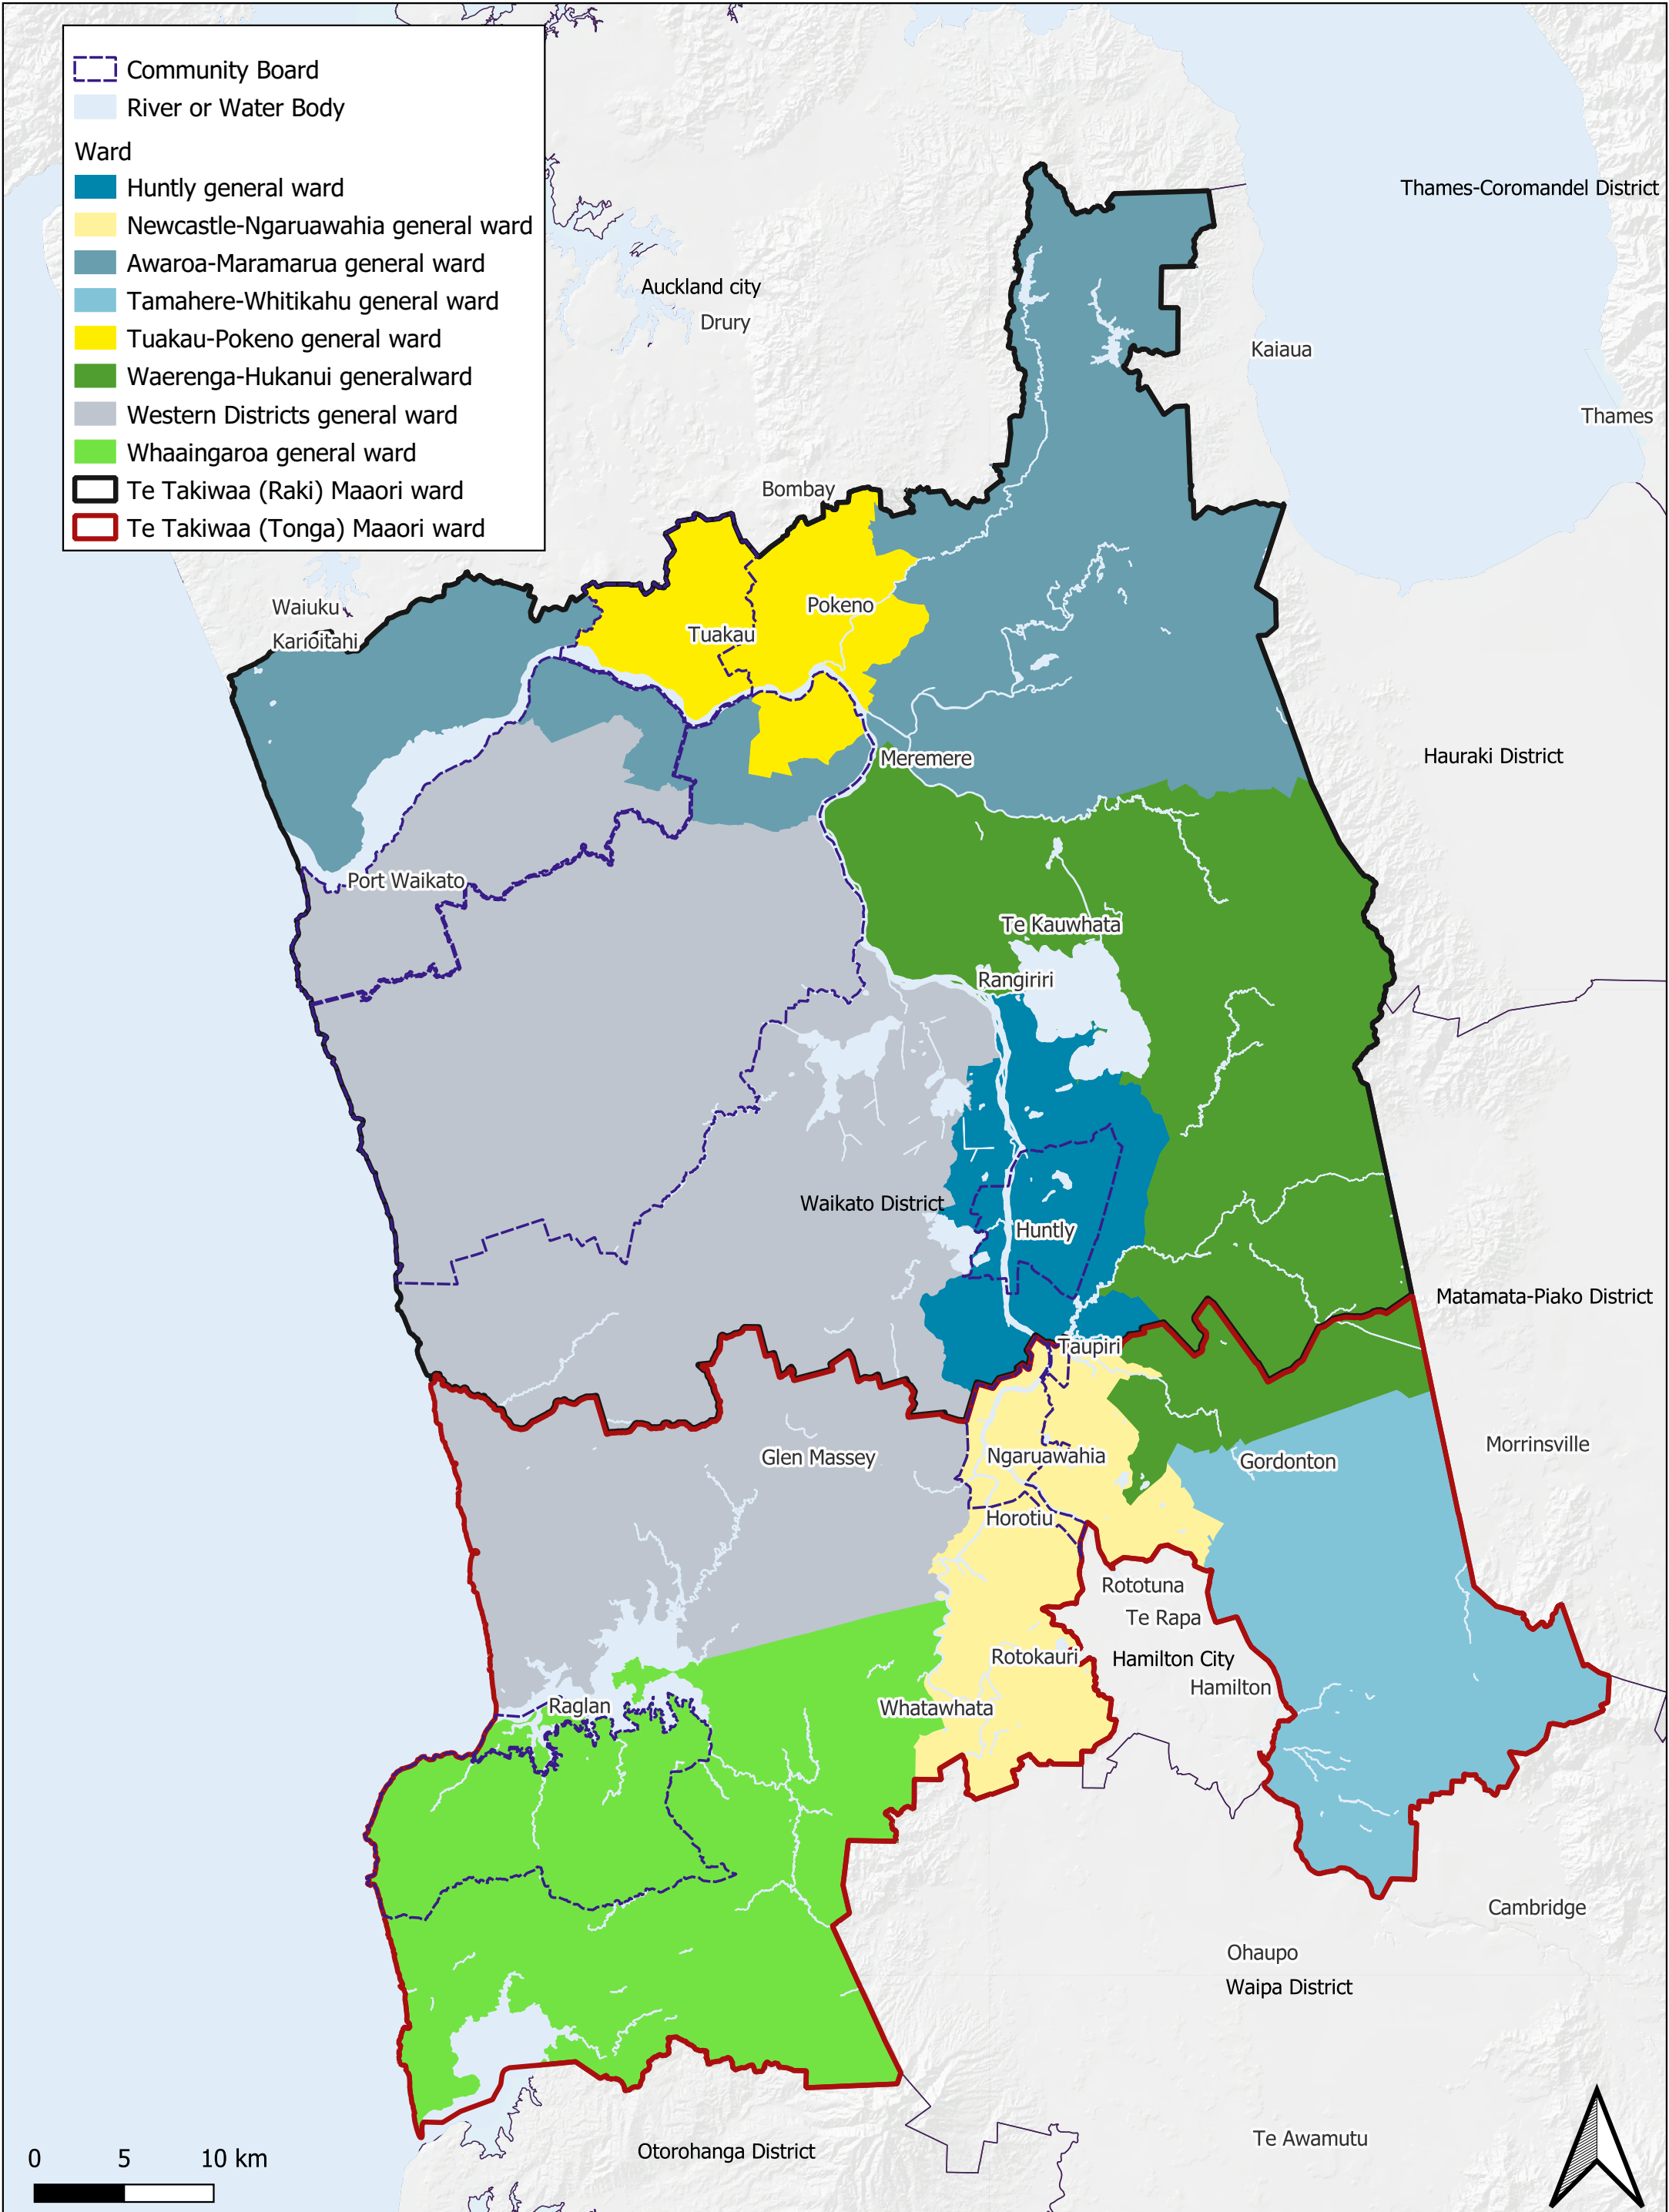 Community Board
River or Water Body
Ward
Huntly general ward
Newcastle-Ngaruawahia general ward
Awaroa-Maramarua general ward
Tamahere-Whitikahu general ward
Tuakau-Pokeno general ward
Waerenga-Hukanui generalward
Western Districts general ward
Whaaingaroa general ward
Te Takiwaa (Raki) Maaori ward
Te Takiwaa (Tonga) Maaori ward
Thames-Coromandel District
Auckland city
Drury
Kaiaua
Thames
Bombay
Waiuku
Karioitahi
Pokeno
Tuakau
Meremere
Hauraki District
Port Waikato
Te Kauwhata
Rangiriri
Waikato District
Huntly
Matamata-Piako District
Taupiri
Glen Massey
Ngaruawahia
Gordonton
Morrinsville
Horotiu
Rototuna
Te Rapa
Rotokauri
Hamilton City
Hamilton
Raglan
Whatawhata
Cambridge
Ohaupo
Waipa District
Te Awamutu
Otorohanga District
0 5 10 km